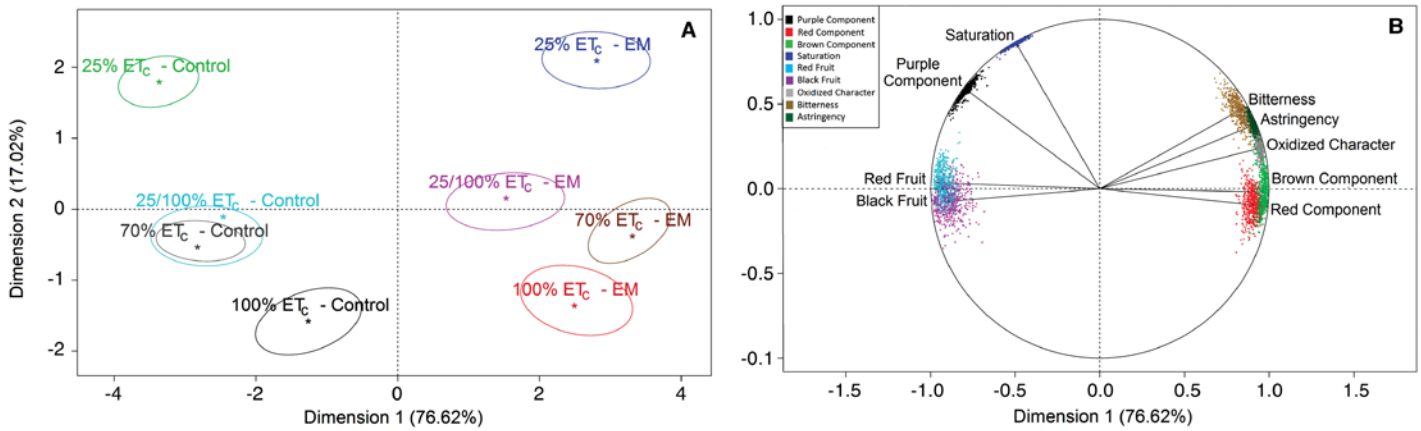 A
25% ETC - EM
25% ETC - Control
25/100% ETC - EM
25/100% ETC - Control
70% ETC - Control
70% ETC - EM
100% ETC - EM
100% ETC - Control
2
1
0
-1
-2
Dimension 2 (17.02%)
-4
-2
0
2
4
Dimension 1 (76.62%)
B
Purple Component
Red Component
Brown Component
Saturation
Red Fruit
Black Fruit
Oxidized Character
Bitterness
Astringency
Saturation
Purple
Component
Bitterness
Astringency
Oxidized Character
Red Fruit
Brown Component
Black Fruit
Red Component
1.0
0.5
0.0
-0.5
-0.1
-1.5
-1.0
-0.5
0.0
0.5
1.0
1.5
Dimension 1 (76.62%)